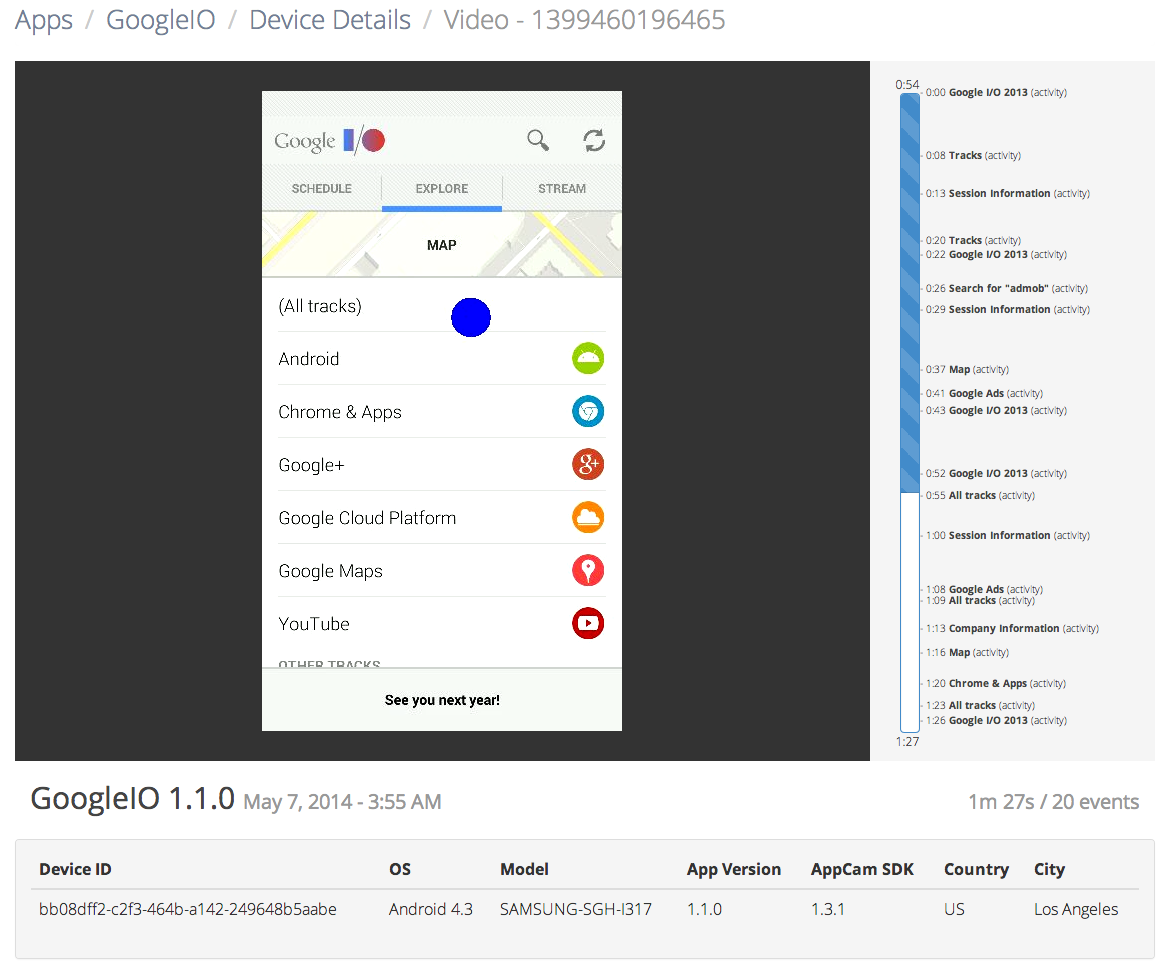 Apps / GoogleIO / Device Details / Video - 1399460196465
Google I/O
SCHEDULE EXPLORE STREAM
MAP
(All tracks)
Android
Chrome & Apps
Google+
Google Cloud Platform
Google Maps
YouTube
OTHER TRACKS
See you next year!
0:54
0:00 Google I/O 2013 (activity)
0:08 Tracks (activity)
0:13 Session Information (activity)
0:20 Tracks (activity)
0:22 Google I/O 2013 (activity)
0:26 Search for "admob" (activity)
0:29 Session Information (activity)
0:37 Map (activity)
0:41 Google Ads (activity)
0:43 Google I/O 2013 (activity)
0:52 Google I/O 2013 (activity)
0:55 All tracks (activity)
1:00 Session Information (activity)
1:08 Google Ads (activity)
1:09 All tracks (activity)
1:13 Company Information (activity)
1:16 Map (activity)
1:20 Chrome & Apps (activity)
1:23 All tracks (activity)
1:26 Google I/O 2013 (activity)
1:27
GoogleIO 1.1.0 May 7, 2014 - 3:55 AM 1m 27s / 20 events
Device ID OS Model App Version AppCam SDK Country City
bb08dff2-c2f3-464b-a142-249648b5aabe Android 4.3 SAMSUNG-SGH-I317 1.1.0 1.3.1 US Los Angeles